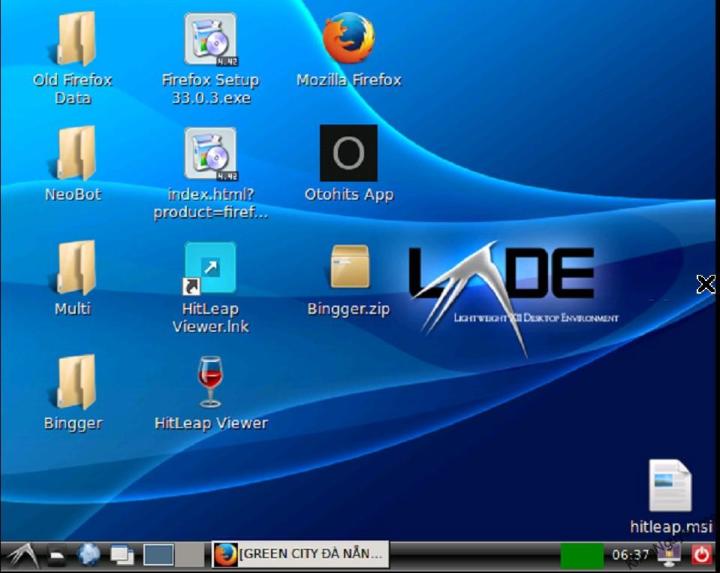 Old Firefox
Data
Firefox Setup
33.0.3.exe
Mozilla Firefox
NeoBot
index.html?
product=firef...
Otohits App
Multi
HitLeap
Viewer.lnk
Bingger.zip
LXDE
Lightweight X11 Desktop Environment
Bingger
HitLeap Viewer
hitleap.msi
[GREEN CITY ĐÀ NẴN...
06:37